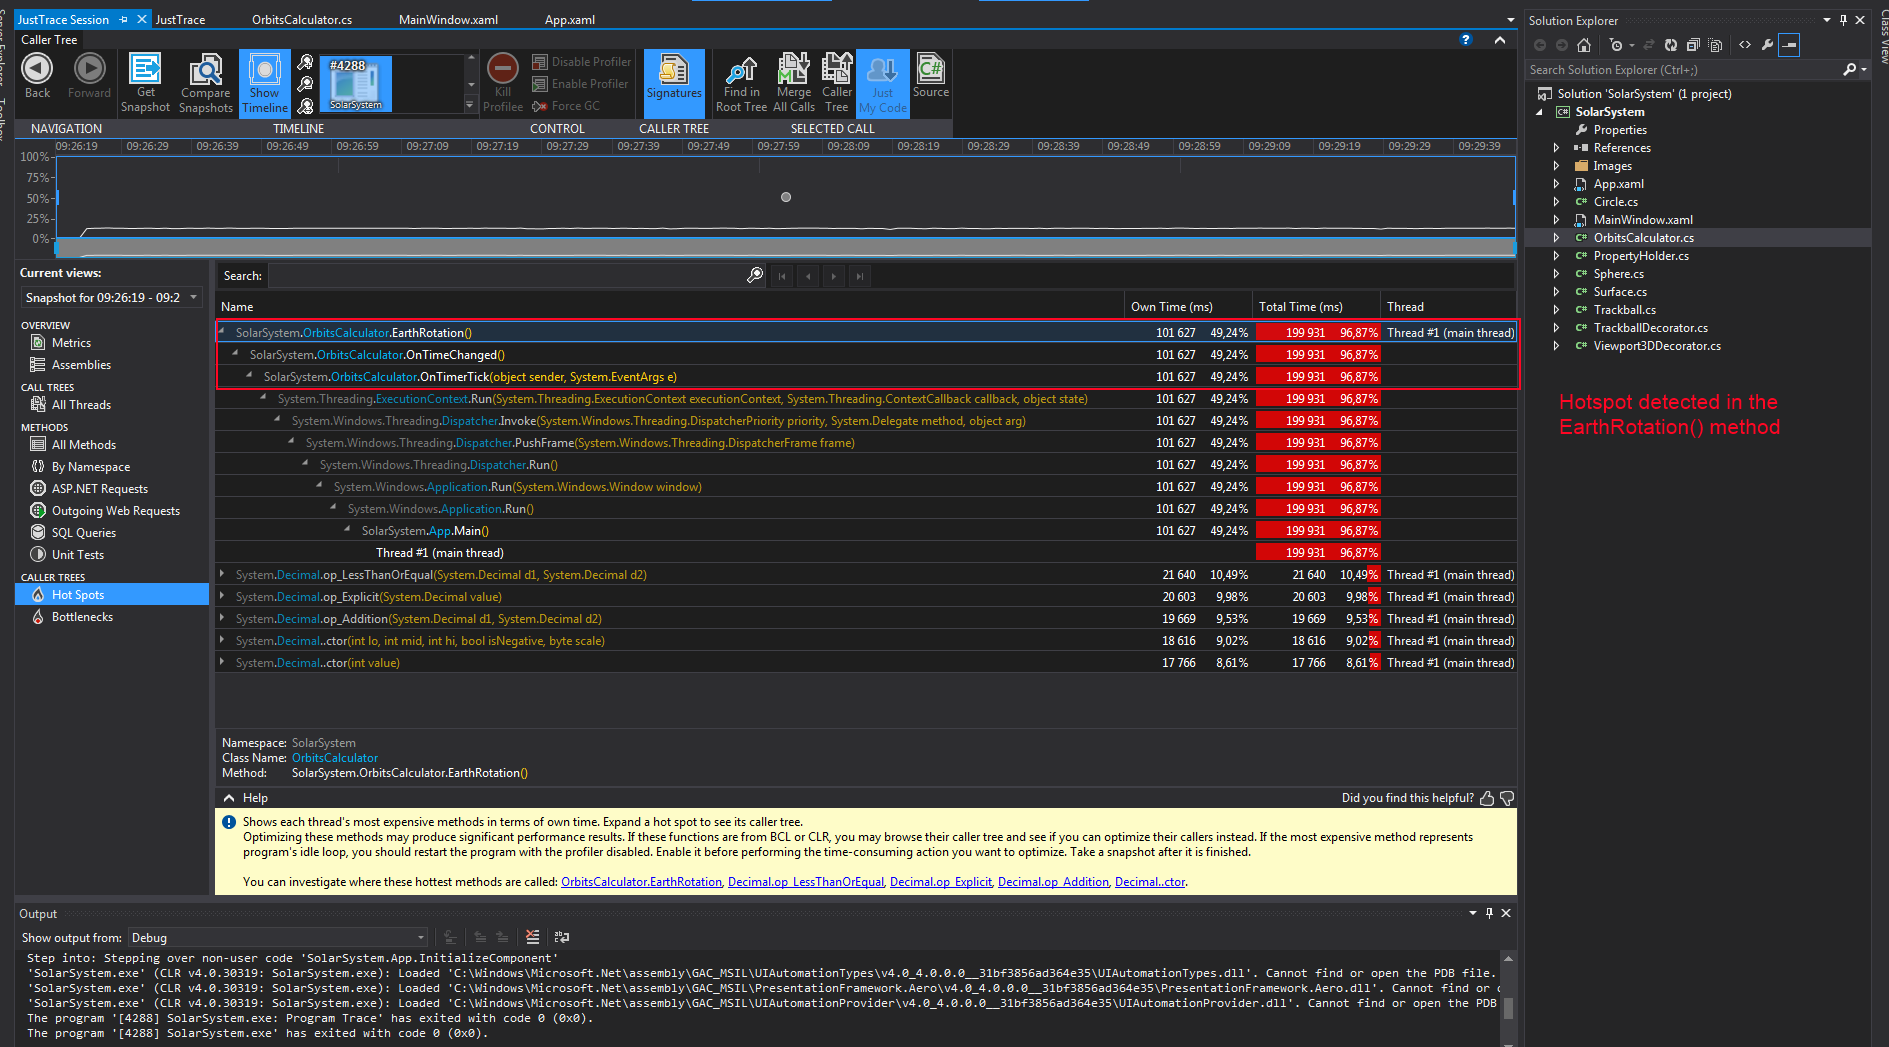 JustTrace Session
JustTrace
OrbitsCalculator.cs
MainWindow.xaml
App.xaml
Caller Tree
Back
Forward
Get Snapshot
Compare Snapshots
Show Timeline
#4288
SolarSystem
Kill Profilee
Disable Profiler
Enable Profiler
Force GC
Signatures
Find in Root Tree
Merge All Calls
Caller Tree
Just My Code
C#
Source
NAVIGATION
TIMELINE
CONTROL
CALLER TREE
SELECTED CALL
09:26:19 09:26:29 09:26:39 09:26:49 09:26:59 09:27:09 09:27:19 09:27:29 09:27:39 09:27:49 09:27:59 09:28:09 09:28:19 09:28:29 09:28:39 09:28:49 09:28:59 09:29:09 09:29:19 09:29:29 09:29:39
100%
75%
50%
25%
0%
Current views:
Snapshot for 09:26:19 - 09:2
OVERVIEW
Metrics
Assemblies
CALL TREES
All Threads
METHODS
All Methods
By Namespace
ASP.NET Requests
Outgoing Web Requests
SQL Queries
Unit Tests
CALLER TREES
Hot Spots
Bottlenecks
Search:
Name Own Time (ms) Total Time (ms) Thread
SolarSystem.OrbitsCalculator.EarthRotation() 101 627 49,24% 199 931 96,87% Thread #1 (main thread)
SolarSystem.OrbitsCalculator.OnTimeChanged() 101 627 49,24% 199 931 96,87%
SolarSystem.OrbitsCalculator.OnTimerTick(object sender, System.EventArgs e) 101 627 49,24% 199 931 96,87%
System.Threading.ExecutionContext.Run(System.Threading.ExecutionContext executionContext, System.Threading.ContextCallback callback, object state) 101 627 49,24% 199 931 96,87%
System.Windows.Threading.Dispatcher.Invoke(System.Windows.Threading.DispatcherPriority priority, System.Delegate method, object arg) 101 627 49,24% 199 931 96,87%
System.Windows.Threading.Dispatcher.PushFrame(System.Windows.Threading.DispatcherFrame frame) 101 627 49,24% 199 931 96,87%
System.Windows.Threading.Dispatcher.Run() 101 627 49,24% 199 931 96,87%
System.Windows.Application.Run(System.Windows.Window window) 101 627 49,24% 199 931 96,87%
System.Windows.Application.Run() 101 627 49,24% 199 931 96,87%
SolarSystem.App.Main() 101 627 49,24% 199 931 96,87%
Thread #1 (main thread) 199 931 96,87%
System.Decimal.op_LessThanOrEqual(System.Decimal d1, System.Decimal d2) 21 640 10,49% 21 640 10,49% Thread #1 (main thread)
System.Decimal.op_Explicit(System.Decimal value) 20 603 9,98% 20 603 9,98% Thread #1 (main thread)
System.Decimal.op_Addition(System.Decimal d1, System.Decimal d2) 19 669 9,53% 19 669 9,53% Thread #1 (main thread)
System.Decimal..ctor(int lo, int mid, int hi, bool isNegative, byte scale) 18 616 9,02% 18 616 9,02% Thread #1 (main thread)
System.Decimal..ctor(int value) 17 766 8,61% 17 766 8,61% Thread #1 (main thread)
Namespace: SolarSystem
Class Name: OrbitsCalculator
Method: SolarSystem.OrbitsCalculator.EarthRotation()
Help
Did you find this helpful?
Shows each thread's most expensive methods in terms of own time. Expand a hot spot to see its caller tree.
Optimizing these methods may produce significant performance results. If these functions are from BCL or CLR, you may browse their caller tree and see if you can optimize their callers instead. If the most expensive method represents
program's idle loop, you should restart the program with the profiler disabled. Enable it before performing the time-consuming action you want to optimize. Take a snapshot after it is finished.
You can investigate where these hottest methods are called: OrbitsCalculator.EarthRotation, Decimal.op_LessThanOrEqual, Decimal.op_Explicit, Decimal.op_Addition, Decimal..ctor.
Output
Show output from: Debug
Step into: Stepping over non-user code 'SolarSystem.App.InitializeComponent'
'SolarSystem.exe' (CLR v4.0.30319: SolarSystem.exe): Loaded 'C:\Windows\Microsoft.Net\assembly\GAC_MSIL\UIAutomationTypes\v4.0_4.0.0.0__31bf3856ad364e35\UIAutomationTypes.dll'. Cannot find or open the PDB file.
'SolarSystem.exe' (CLR v4.0.30319: SolarSystem.exe): Loaded 'C:\Windows\Microsoft.Net\assembly\GAC_MSIL\PresentationFramework.Aero\v4.0_4.0.0.0__31bf3856ad364e35\PresentationFramework.Aero.dll'. Cannot find or
'SolarSystem.exe' (CLR v4.0.30319: SolarSystem.exe): Loaded 'C:\Windows\Microsoft.Net\assembly\GAC_MSIL\UIAutomationProvider\v4.0_4.0.0.0__31bf3856ad364e35\UIAutomationProvider.dll'. Cannot find or open the PDB
The program '[4288] SolarSystem.exe: Program Trace' has exited with code 0 (0x0).
The program '[4288] SolarSystem.exe' has exited with code 0 (0x0).
Solution Explorer
Search Solution Explorer (Ctrl+;)
Solution 'SolarSystem' (1 project)
C# SolarSystem
Properties
References
Images
App.xaml
C# Circle.cs
MainWindow.xaml
C# OrbitsCalculator.cs
C# PropertyHolder.cs
C# Sphere.cs
C# Surface.cs
C# Trackball.cs
C# TrackballDecorator.cs
C# Viewport3DDecorator.cs
Hotspot detected in the
EarthRotation() method
Class View